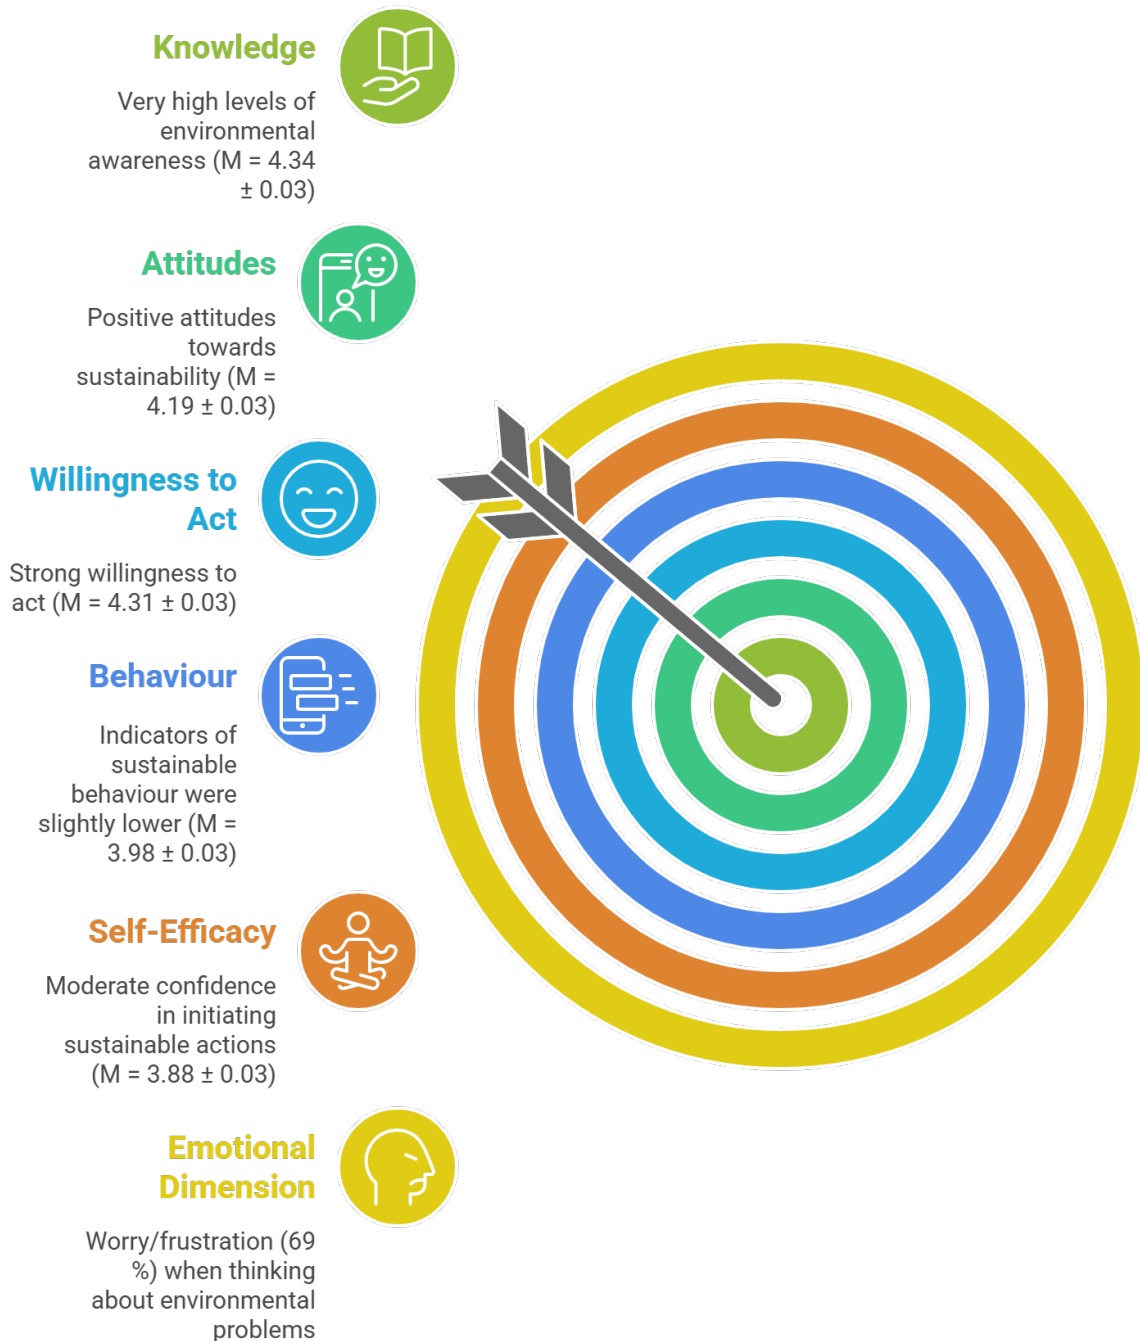 Knowledge
Very high levels of
environmental
awareness (M = 4.34
± 0.03)
Attitudes
Positive attitudes
towards
sustainability (M =
4.19 ± 0.03)
Willingness to
Act
Strong willingness to
act (M = 4.31 ± 0.03)
Behaviour
Indicators of
sustainable
behaviour were
slightly lower (M =
3.98 ± 0.03)
Self-Efficacy
Moderate confidence
in initiating
sustainable actions
(M = 3.88 ± 0.03)
Emotional
Dimension
Worry/frustration (69
%) when thinking
about environmental
problems